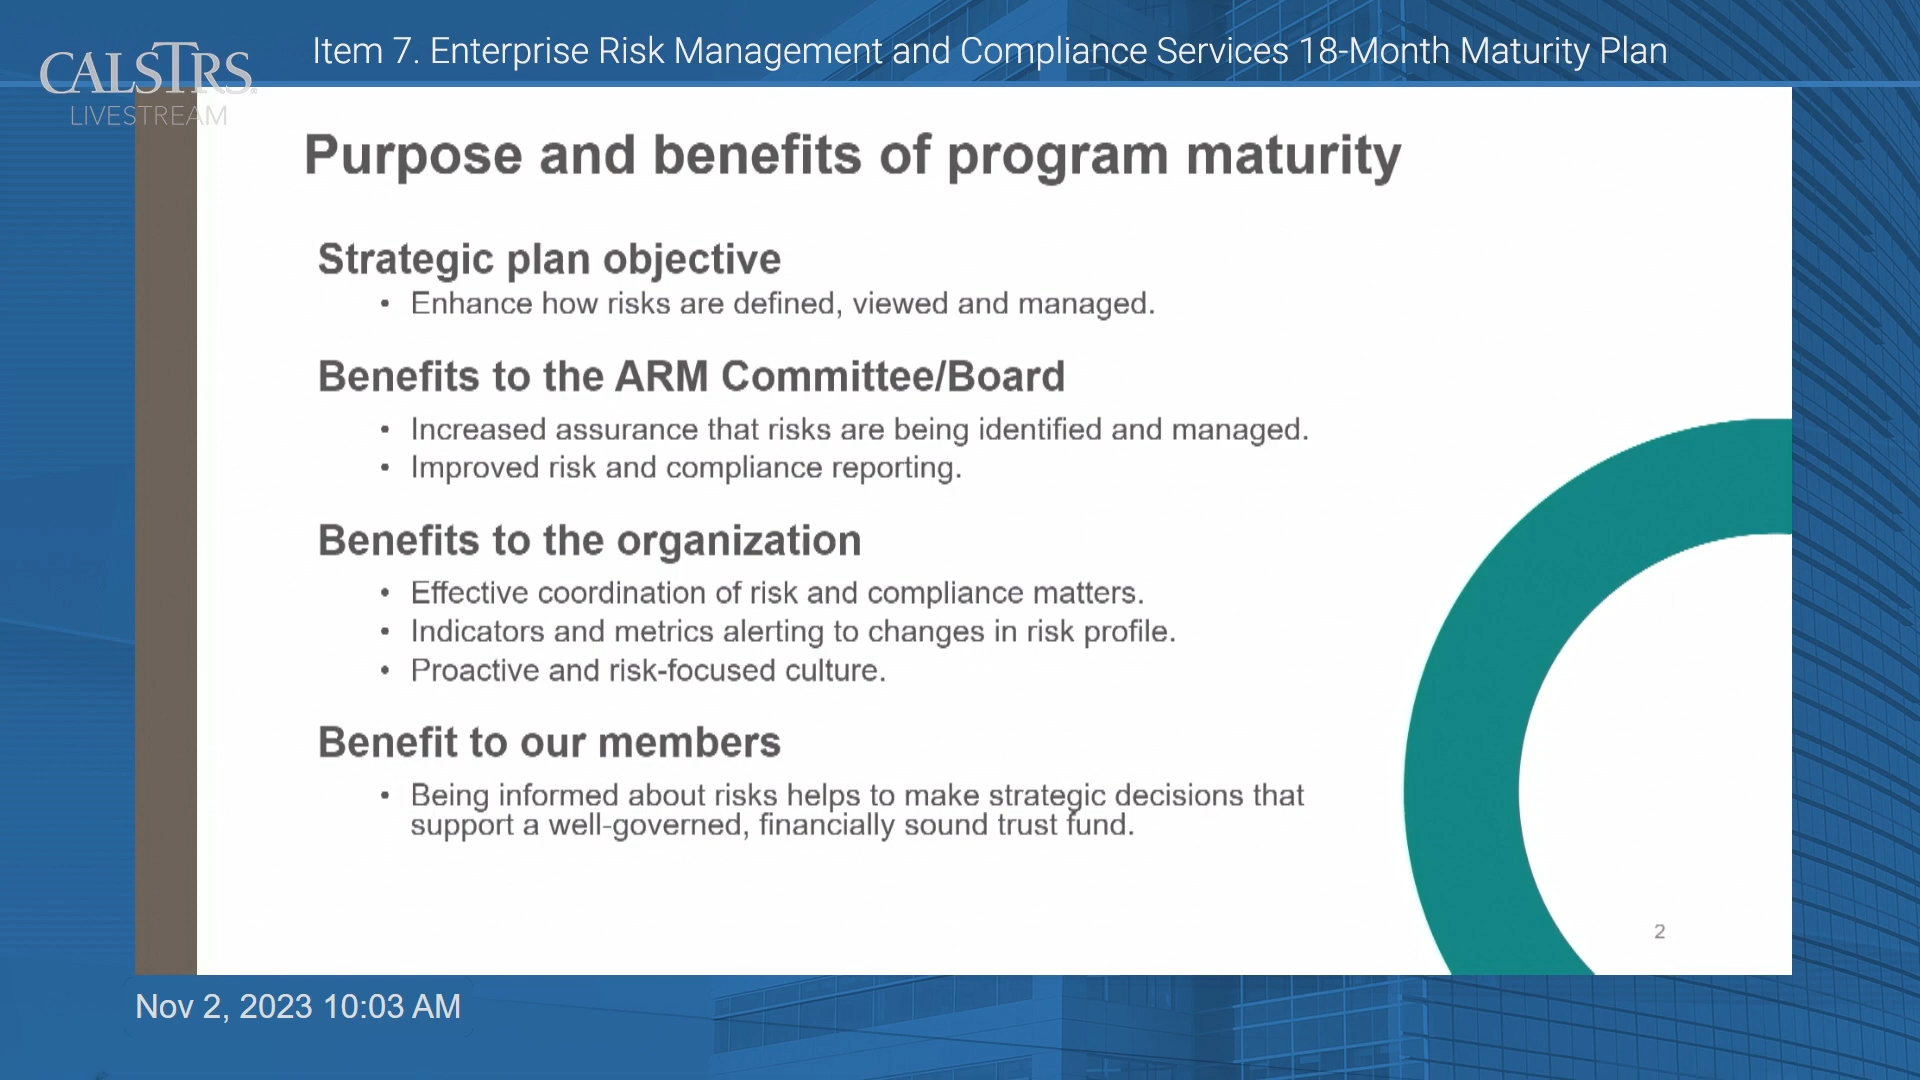 CALSTRS
LIVESTREAM
Item 7. Enterprise Risk Management and Compliance Services 18-Month Maturity Plan
Purpose and benefits of program maturity
Strategic plan objective
• Enhance how risks are defined, viewed and managed.
Benefits to the ARM Committee/Board
• Increased assurance that risks are being identified and managed.
• Improved risk and compliance reporting.
Benefits to the organization
• Effective coordination of risk and compliance matters.
• Indicators and metrics alerting to changes in risk profile.
• Proactive and risk-focused culture.
Benefit to our members
• Being informed about risks helps to make strategic decisions that
support a well-governed, financially sound trust fund.
2
Nov 2, 2023 10:03 AM